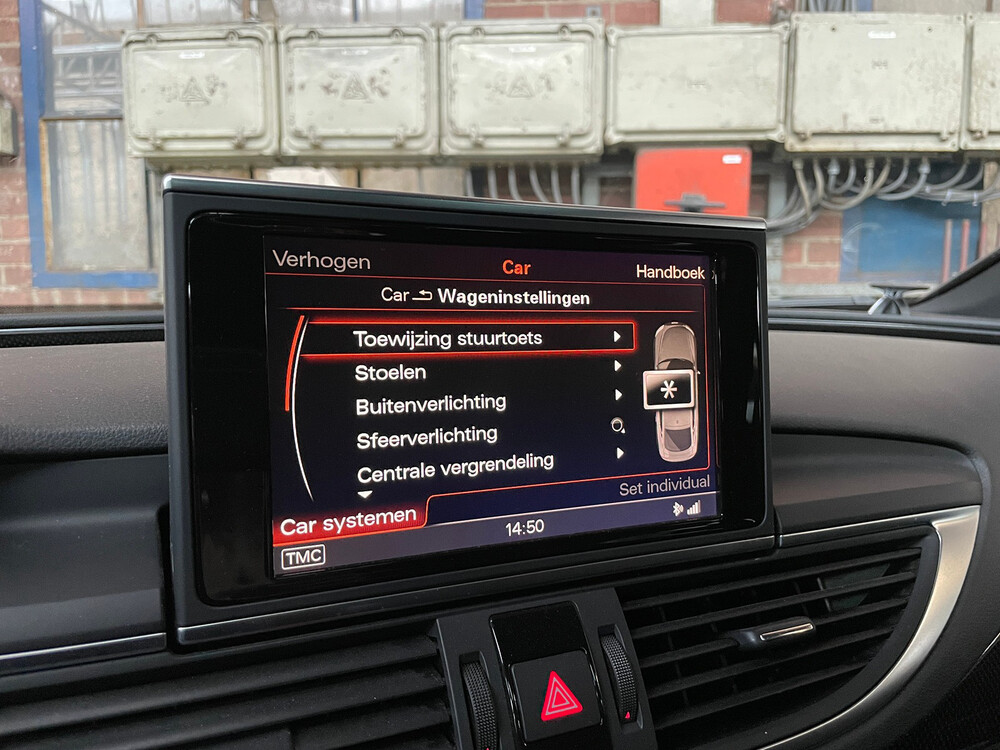 Verhogen
Car
Handboek
Car Wageninstellingen
Toewijzing stuurtoets
Stoelen
Buitenverlichting
Sfeerverlichting
Centrale vergrendeling
Set individual
Car systemen
14:50
TMC